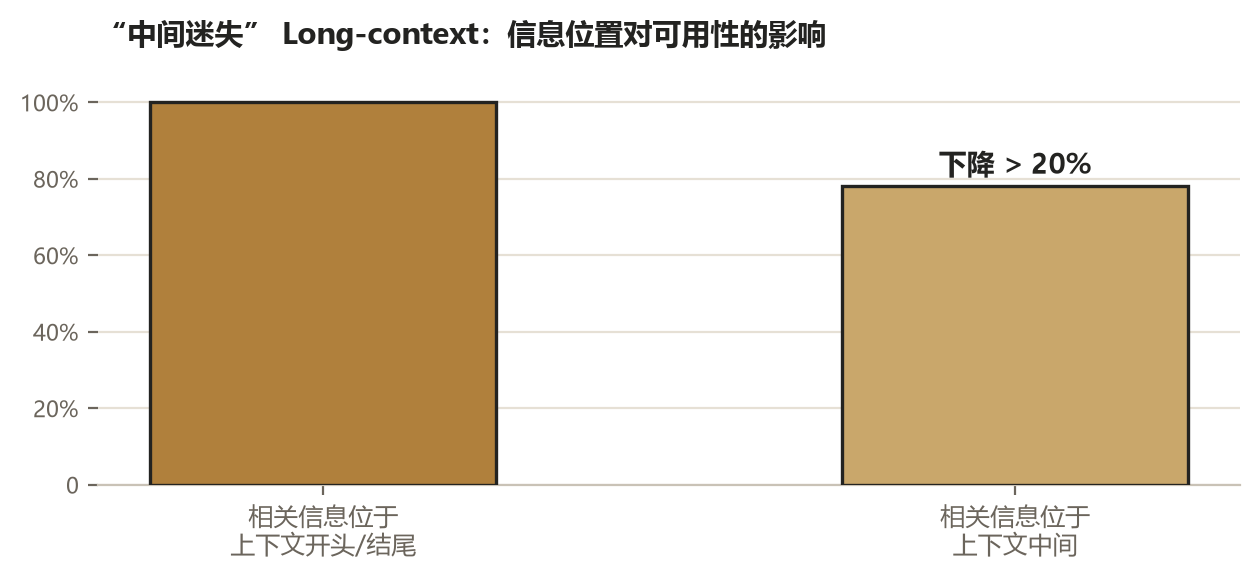 “中间迷失” Long-context：信息位置对可用性的影响
100%
80%
60%
40%
20%
0
下降 > 20%
相关信息位于
上下文开头/结尾
相关信息位于
上下文中间